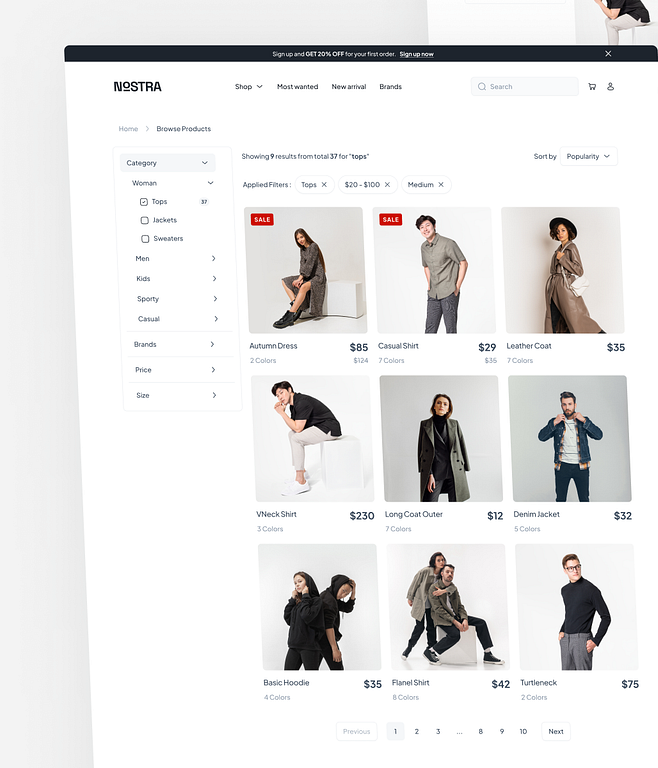 Sign up and GET 20% OFF for your first order. Sign up now
NOSTRA
Shop Most wanted New arrival Brands
Search
Home Browse Products
Category
Woman
Tops 37
Jackets
Sweaters
Men
Kids
Sporty
Casual
Brands
Price
Size
Showing 9 results from total 37 for "tops"
Sort by Popularity
Applied Filters : Tops $20 - $100 Medium
SALE
Autumn Dress $85
2 Colors $124
SALE
Casual Shirt $29
7 Colors $35
Leather Coat $35
7 Colors
VNeck Shirt $230
3 Colors
Long Coat Outer $12
7 Colors
Denim Jacket $32
5 Colors
Basic Hoodie $35
4 Colors
Flanel Shirt $42
8 Colors
Turtleneck $75
2 Colors
Previous 1 2 3 ... 8 9 10 Next